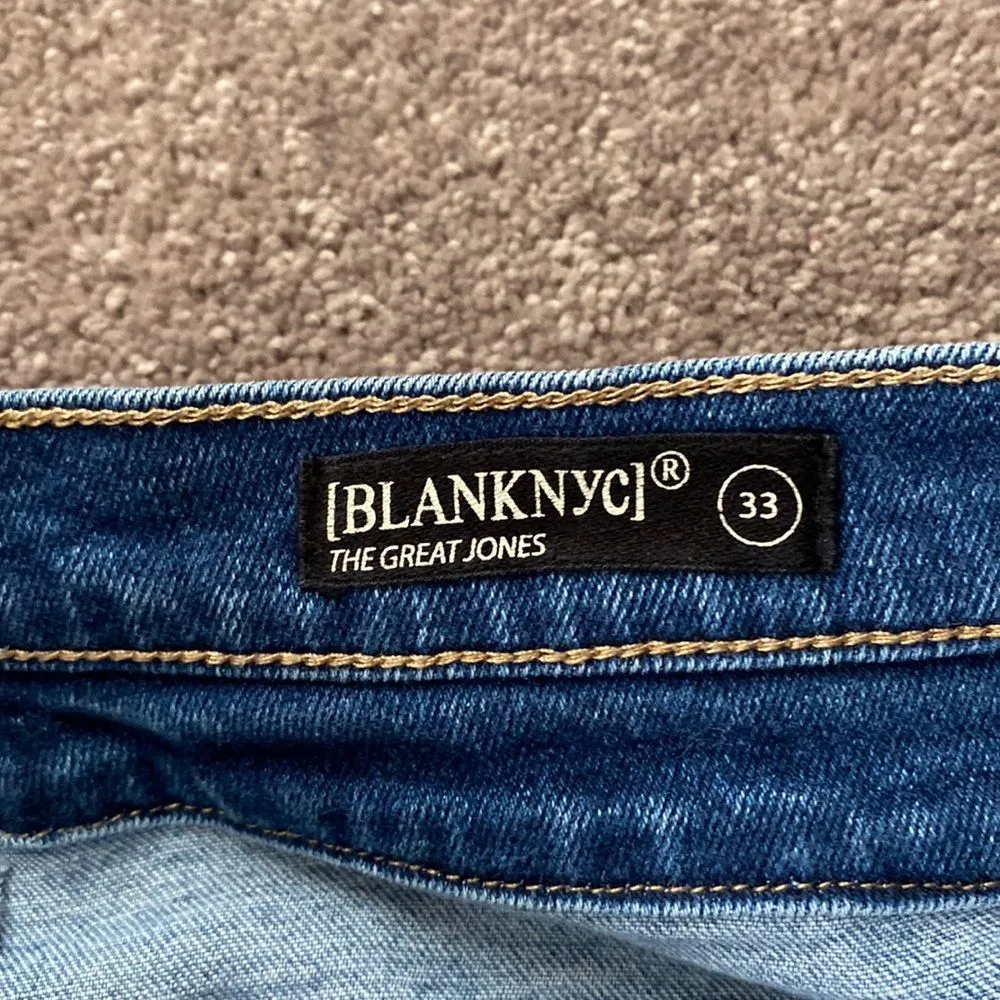 [BLANKNYC]®
THE GREAT JONES
33